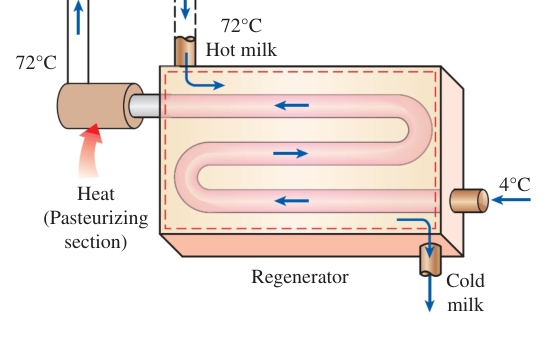 72°C
Hot milk
72°C
Heat
(Pasteurizing
section)
4°C
Regenerator
Cold
milk